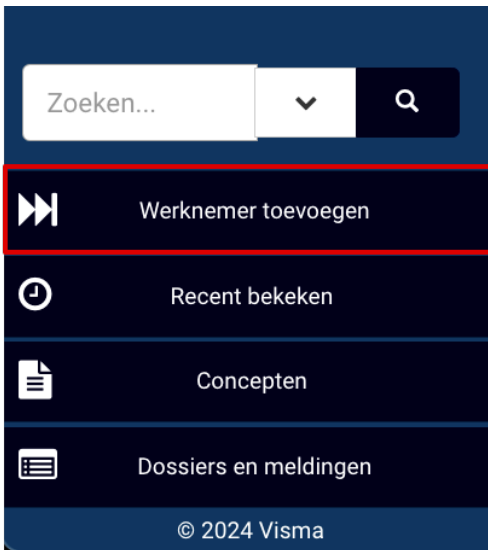 Zoeken...
Werknemer toevoegen
Recent bekeken
Concepten
Dossiers en meldingen
© 2024 Visma